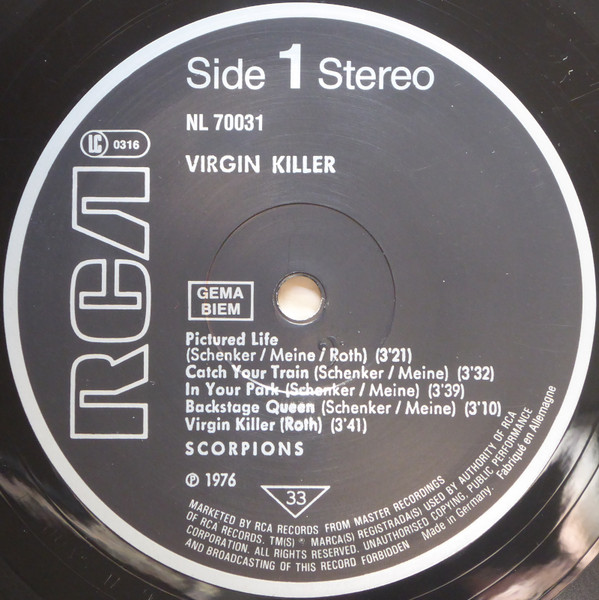 Side 1 Stereo
NL 70031
LC 0316
VIRGIN KILLER
RCA
GEMA
BIEM
Pictured Life
(Schenker / Meine / Roth) (3'21)
Catch Your Train (Schenker / Meine) (3'32)
In Your Park (Schenker / Meine) (3'39)
Backstage Queen (Schenker / Meine) (3'10)
Virgin Killer (Roth) (3'41)
SCORPIONS
℗ 1976
33
MARKETED BY RCA RECORDS FROM MASTER RECORDINGS
OF RCA RECORDS. TM(S) ® MARCA(S) REGISTRADA(S) USED BY AUTHORITY OF RCA
CORPORATION. ALL RIGHTS RESERVED. UNAUTHORISED COPYING PUBLIC PERFORMANCE
AND BROADCASTING OF THIS RECORD FORBIDDEN Made in Germany. Fabriqué en Allemagne